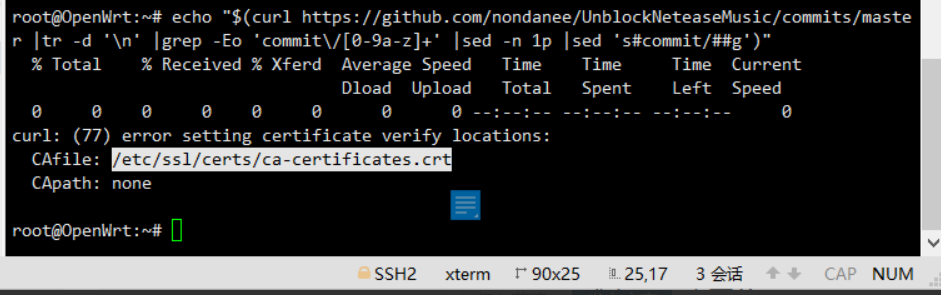 root@OpenWrt:~# echo "$(curl https://github.com/nondanee/UnblockNeteaseMusic/commits/maste
r |tr -d '\n' |grep -Eo 'commit\/[0-9a-z]+' |sed -n 1p |sed 's#commit/##g')"
  % Total    % Received % Xferd  Average Speed   Time    Time     Time  Current
                                 Dload  Upload   Total   Spent    Left  Speed
  0     0    0     0    0     0      0      0 --:--:-- --:--:-- --:--:--     0
curl: (77) error setting certificate verify locations:
  CAfile: /etc/ssl/certs/ca-certificates.crt
  CApath: none
root@OpenWrt:~#
SSH2 xterm 90x25 25,17 3 会话 CAP NUM